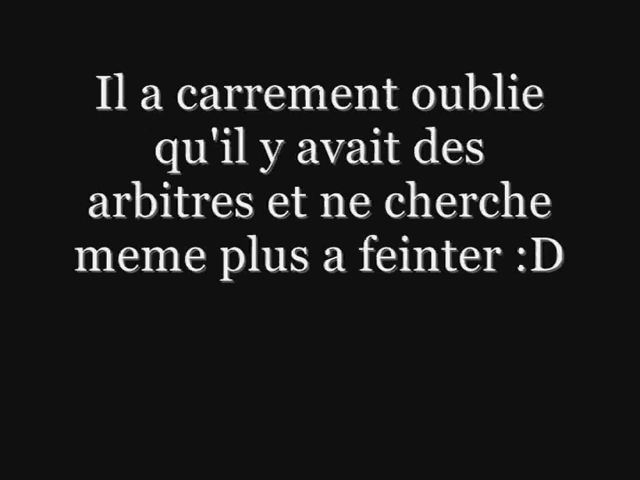 Il a carrement oublie
qu'il y avait des
arbitres et ne cherche
meme plus a feinter :D